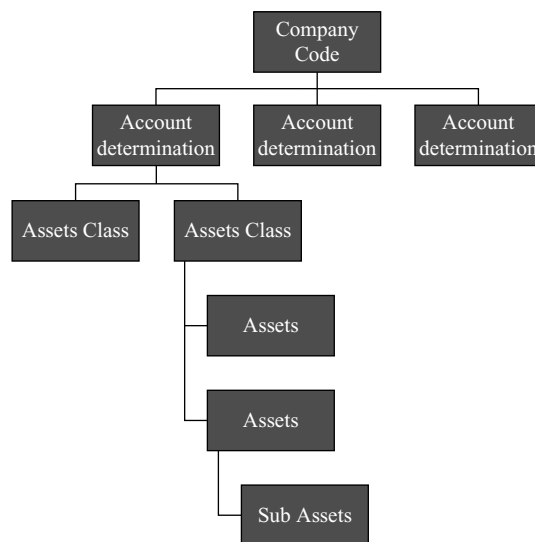 Company
Code
Account
determination
Account
determination
Account
determination
Assets Class
Assets Class
Assets
Assets
Sub Assets